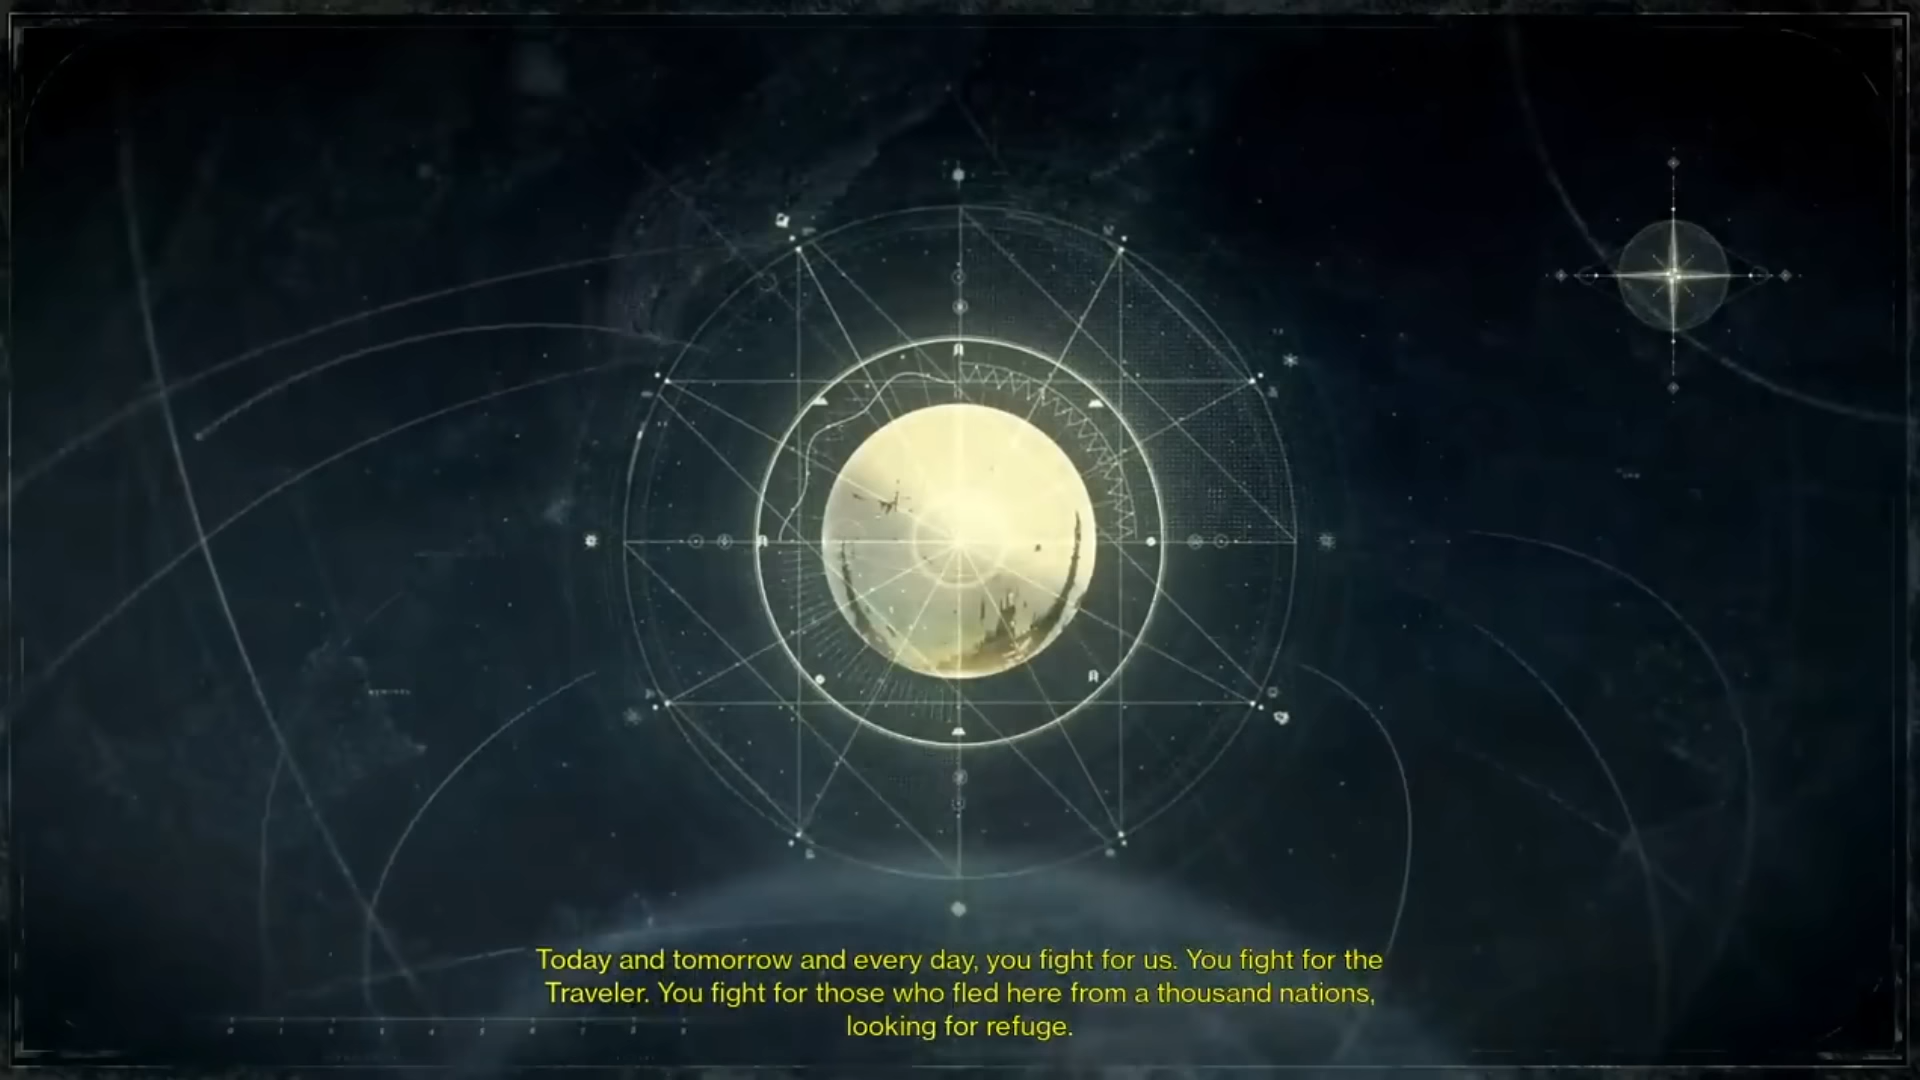 Today and tomorrow and every day, you fight for us. You fight for the
Traveler. You fight for those who fled here from a thousand nations,
looking for refuge.